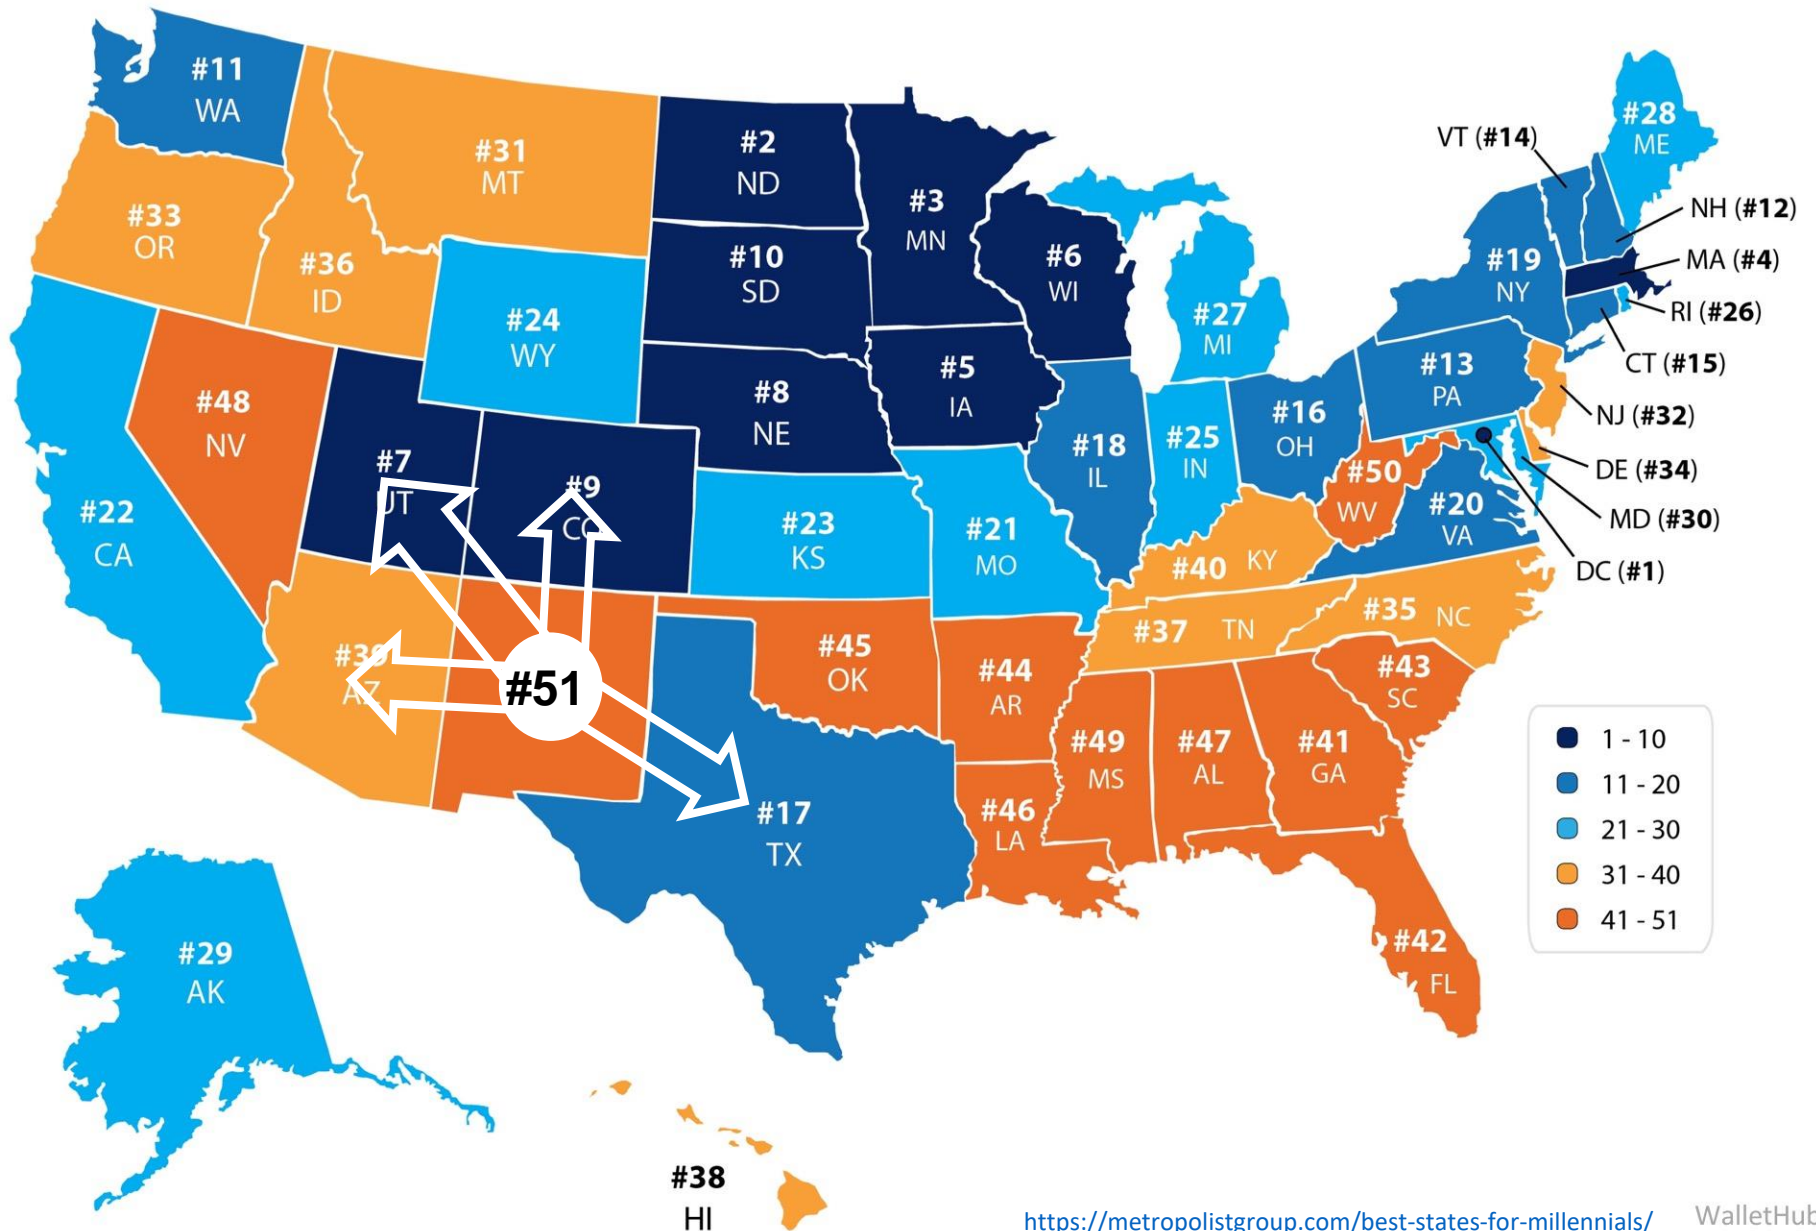 #11
WA
#33
OR
#31
MT
#36
ID
#24
WY
#48
NV
#22
CA
#7
UT
#9
CO
#39
AZ
#51
#2
ND
#10
SD
#8
NE
#23
KS
#45
OK
#17
TX
#3
MN
#5
IA
#21
MO
#44
AR
#46
LA
#6
WI
#18
IL
#27
MI
#25
IN
#16
OH
#40 KY
#37 TN
#49
MS
#47
AL
#41
GA
#42
FL
#43
SC
#35 NC
#20
VA
#50
WV
#13
PA
#19
NY
#28
ME
VT (#14)
NH (#12)
MA (#4)
RI (#26)
CT (#15)
NJ (#32)
DE (#34)
MD (#30)
DC (#1)
1 - 10
11 - 20
21 - 30
31 - 40
41 - 51
#29
AK
#38
HI
https://metropolistgroup.com/best-states-for-millennials/
WalletHub